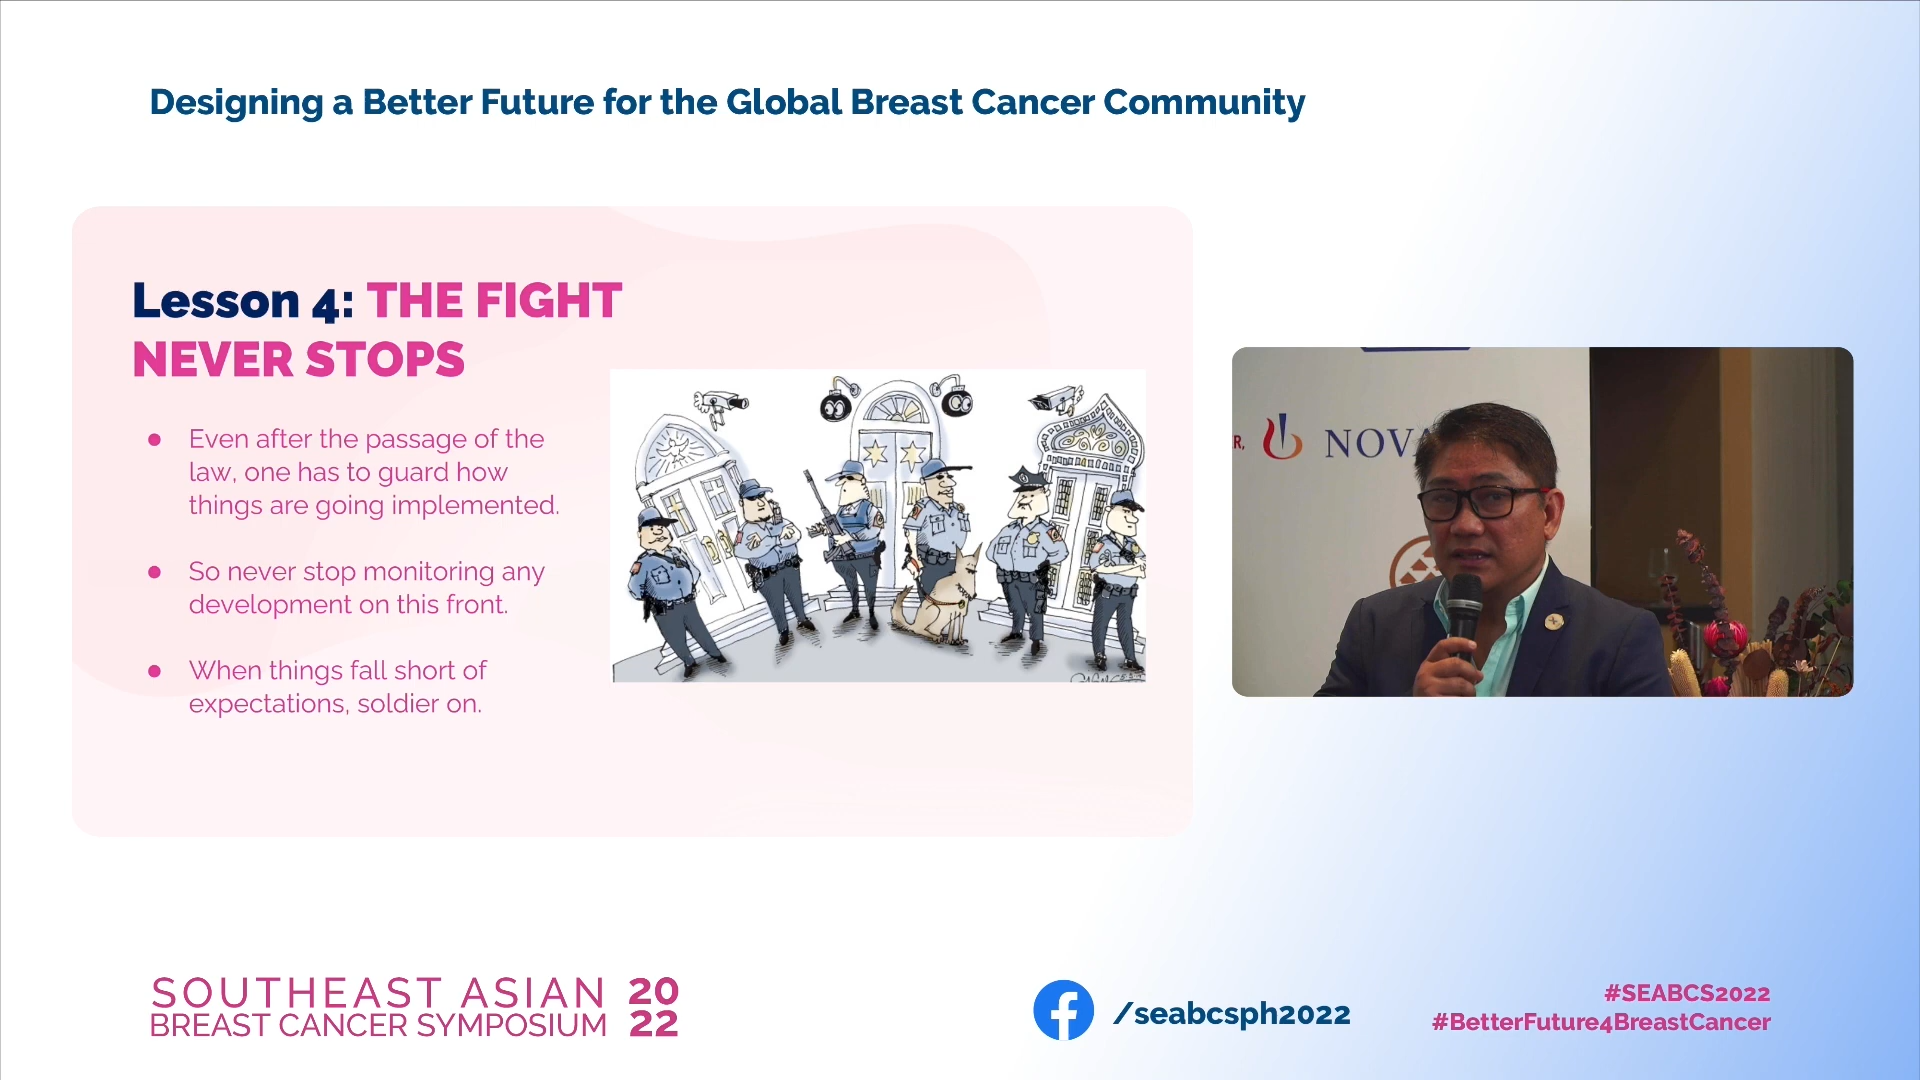 Designing a Better Future for the Global Breast Cancer Community
Lesson 4: THE FIGHT
NEVER STOPS
● Even after the passage of the
law, one has to guard how
things are going implemented.
● So never stop monitoring any
development on this front.
● When things fall short of
expectations, soldier on.
R,
NOVA
SOUTHEAST ASIAN
BREAST CANCER SYMPOSIUM
20
22
/seabcsph2022
#SEABCS2022
#BetterFuture4BreastCancer